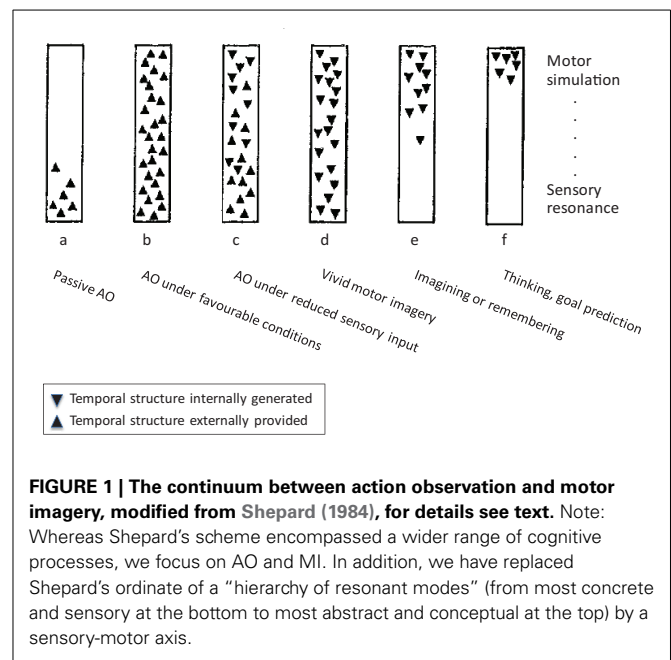 Motor
simulation
.
.
.
.
.
Sensory
resonance
a b c d e f
Passive AO
AO under favourable conditions
AO under reduced sensory input
Vivid motor imagery
Imagining or remembering
Thinking, goal prediction
▼ Temporal structure internally generated
▲ Temporal structure externally provided
FIGURE 1 | The continuum between action observation and motor
imagery, modified from Shepard (1984), for details see text. Note:
Whereas Shepard's scheme encompassed a wider range of cognitive
processes, we focus on AO and MI. In addition, we have replaced
Shepard's ordinate of a “hierarchy of resonant modes” (from most concrete
and sensory at the bottom to most abstract and conceptual at the top) by a
sensory-motor axis.